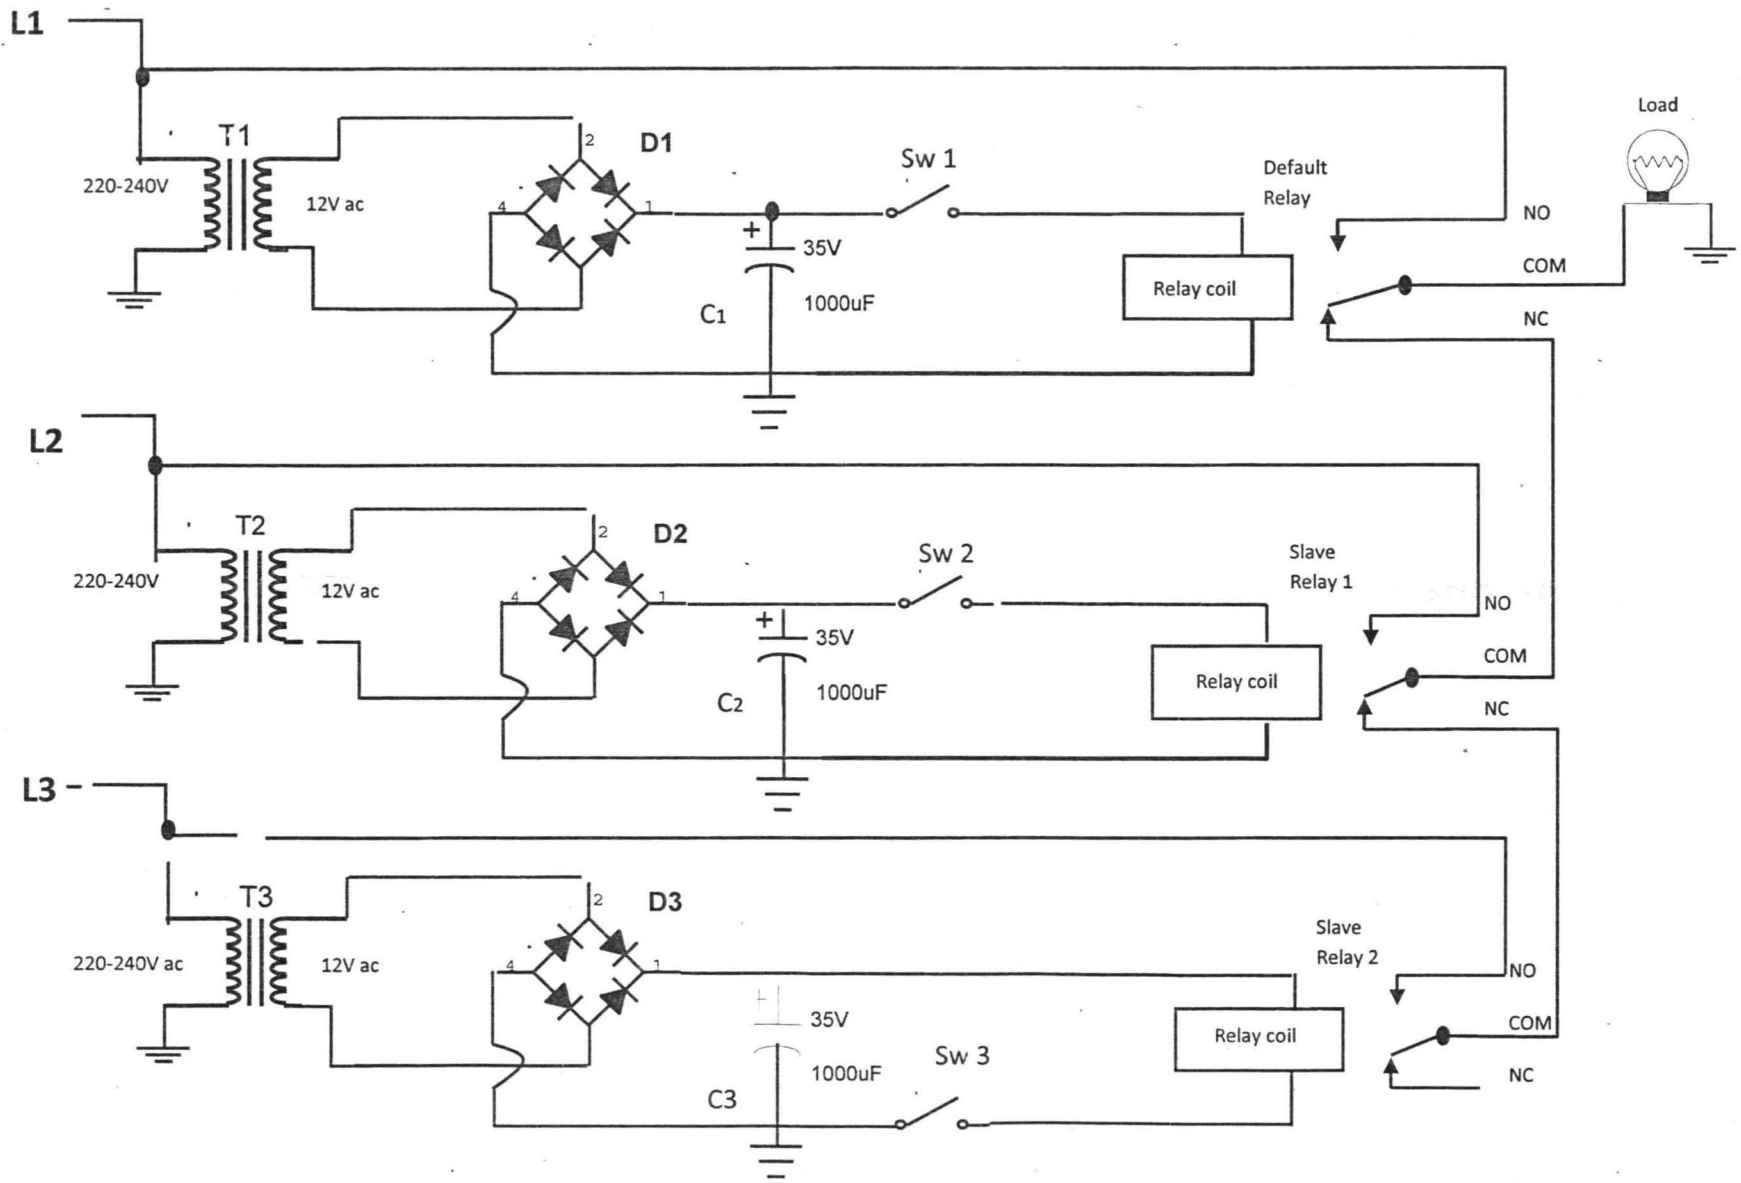 L1
Load
T1
2
D1
Sw 1
Default
Relay
220-240V
12V ac
4
1
NO
+
35V
COM
Relay coil
1000uF
C1
NC
L2
T2
2
D2
Sw 2
Slave
Relay 1
220-240V
12V ac
4
1
NO
+
35V
COM
Relay coil
1000uF
C2
NC
L3 –
T3
2
D3
Slave
Relay 2
220-240V ac
12V ac
4
1
NO
35V
COM
Relay coil
Sw 3
1000uF
NC
C3